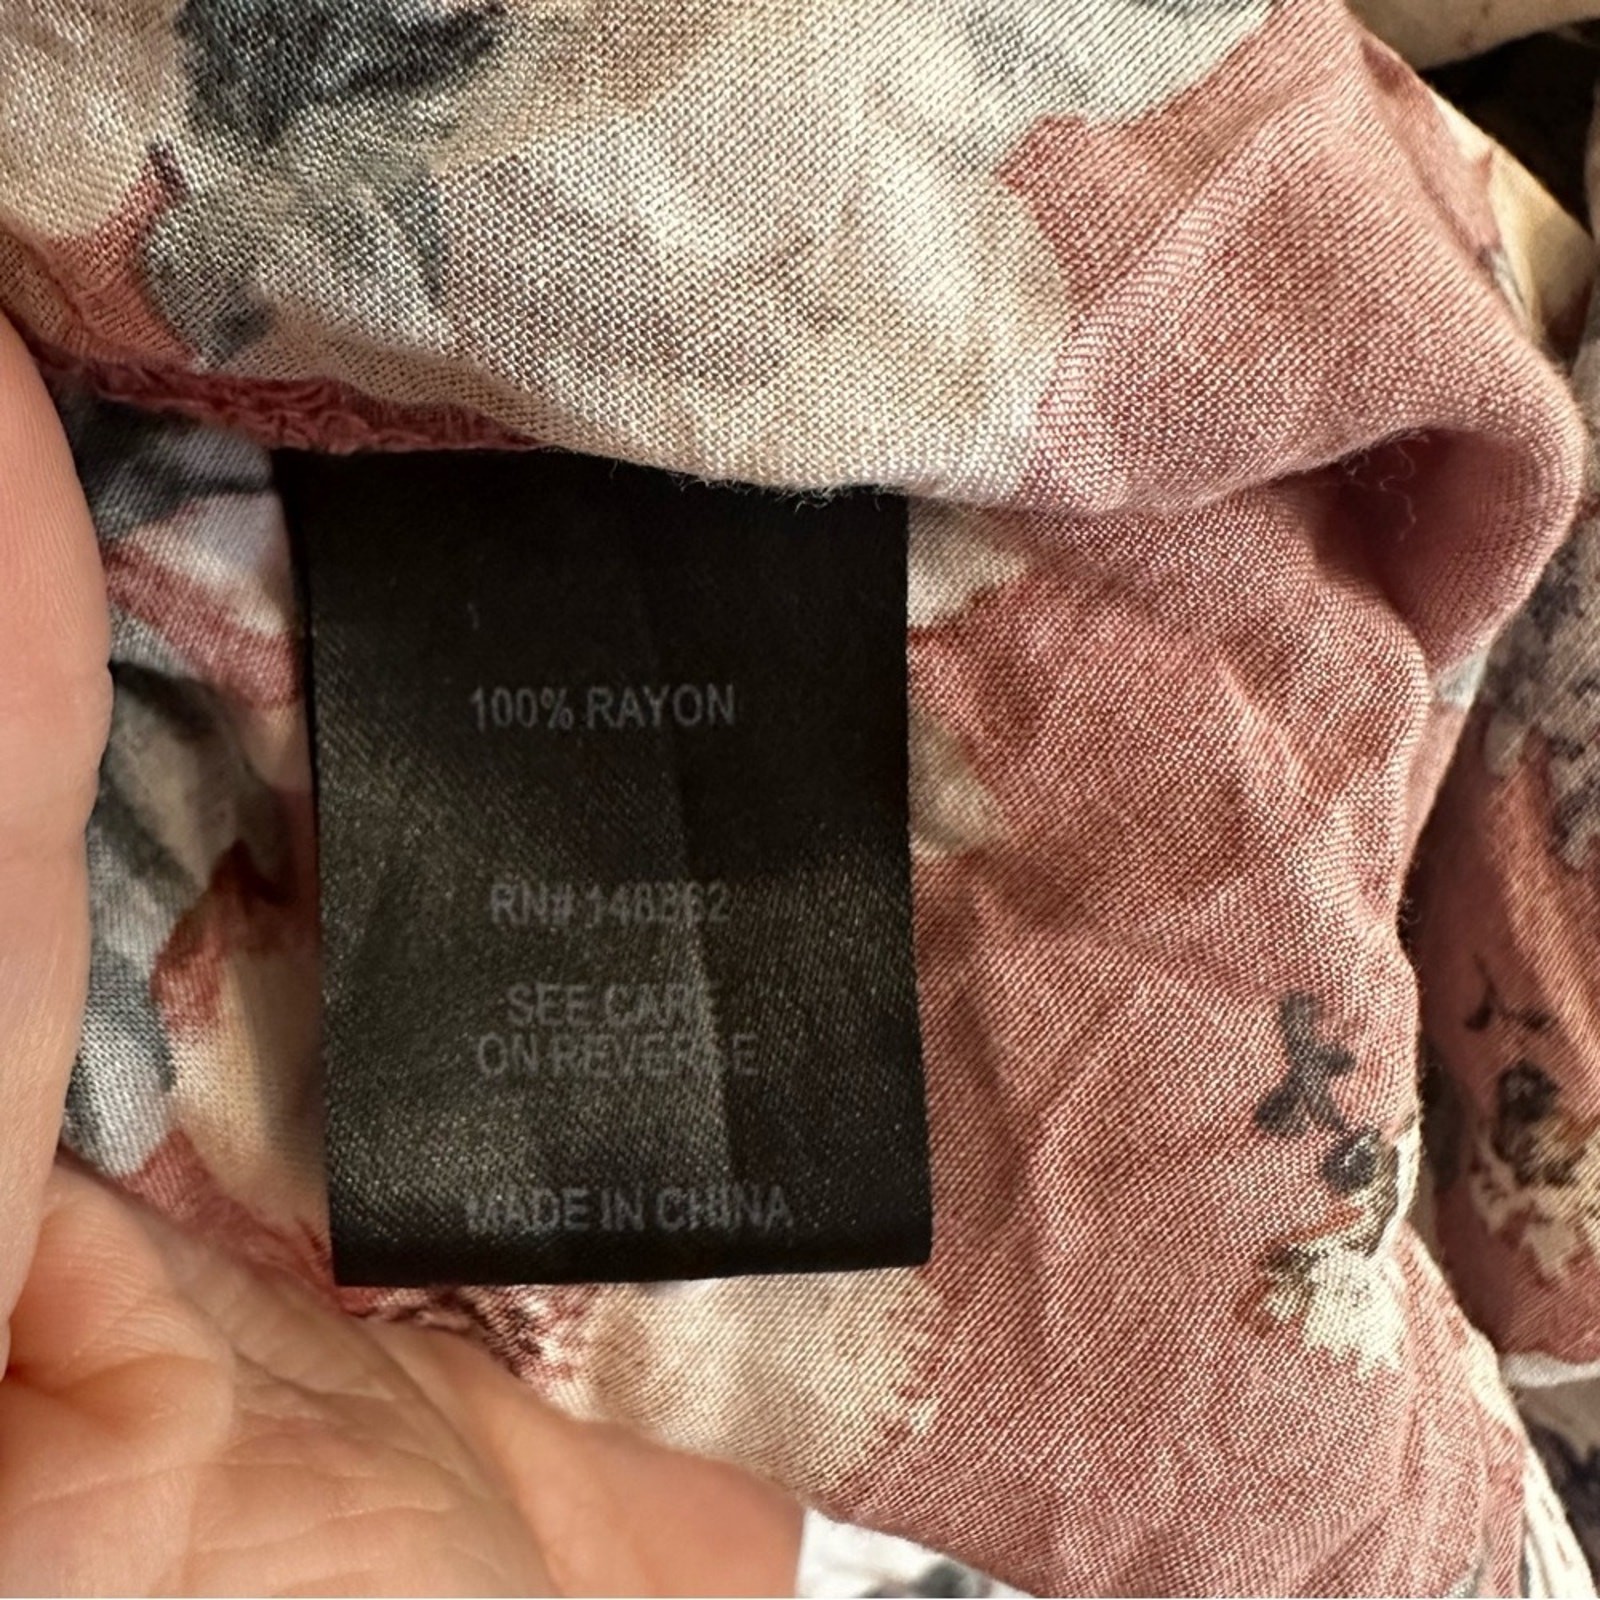 100% RAYON
RN#
SEE CARE
ON REVERSE
MADE IN CHINA